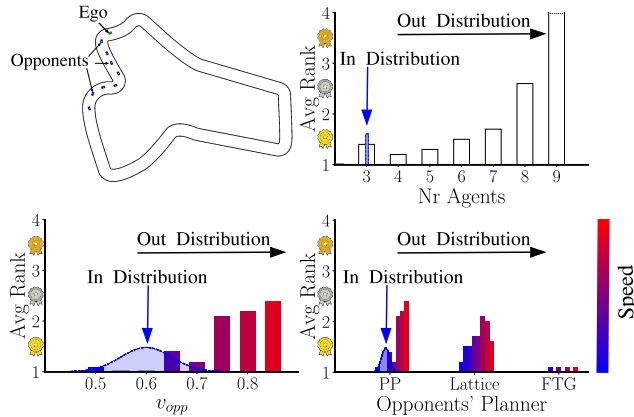 Ego
Opponents
Out Distribution
In Distribution
Avg Rank
4
3
2
1
3 4 5 6 7 8 9
Nr Agents
Out Distribution
In Distribution
Avg Rank
4
3
2
1
0.5 0.6 0.7 0.8
v_opp
Out Distribution
In Distribution
Avg Rank
4
3
2
1
PP Lattice FTG
Opponents' Planner
Speed